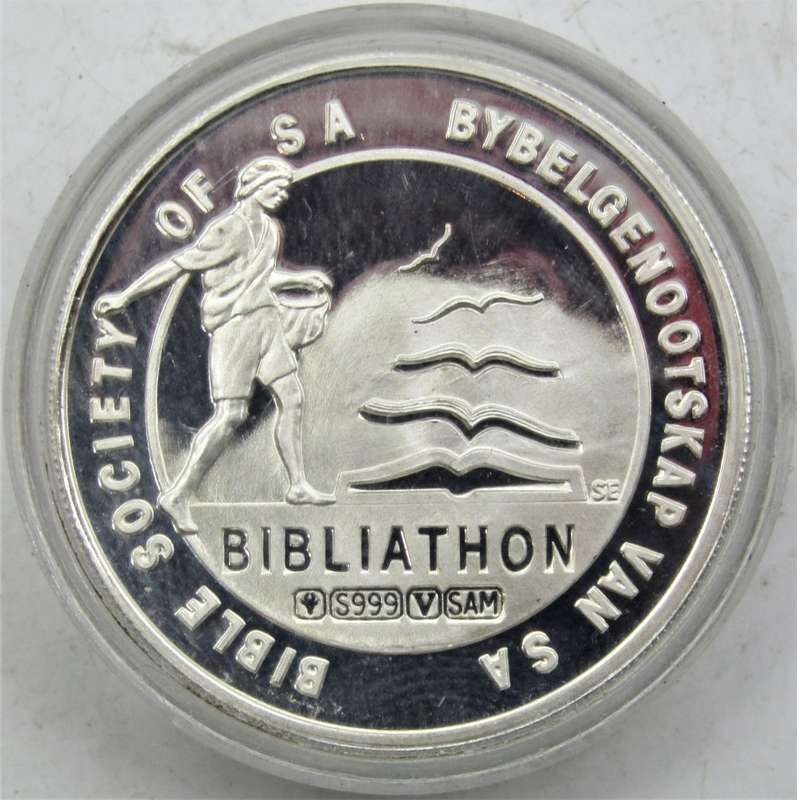 BIBLE SOCIETY OF SA BYBELGENOOTSKAP VAN SA
SE
BIBLIATHON
S999 V SAM